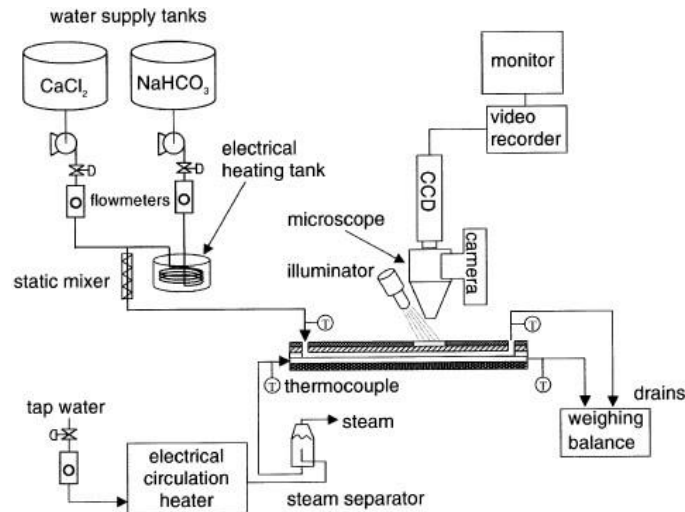 water supply tanks
CaCl₂
NaHCO₃
monitor
video
recorder
electrical
heating tank
flowmeters
CCD
microscope
camera
illuminator
static mixer
T
T
T
thermocouple
T
drains
tap water
steam
weighing
balance
electrical
circulation
heater
steam separator